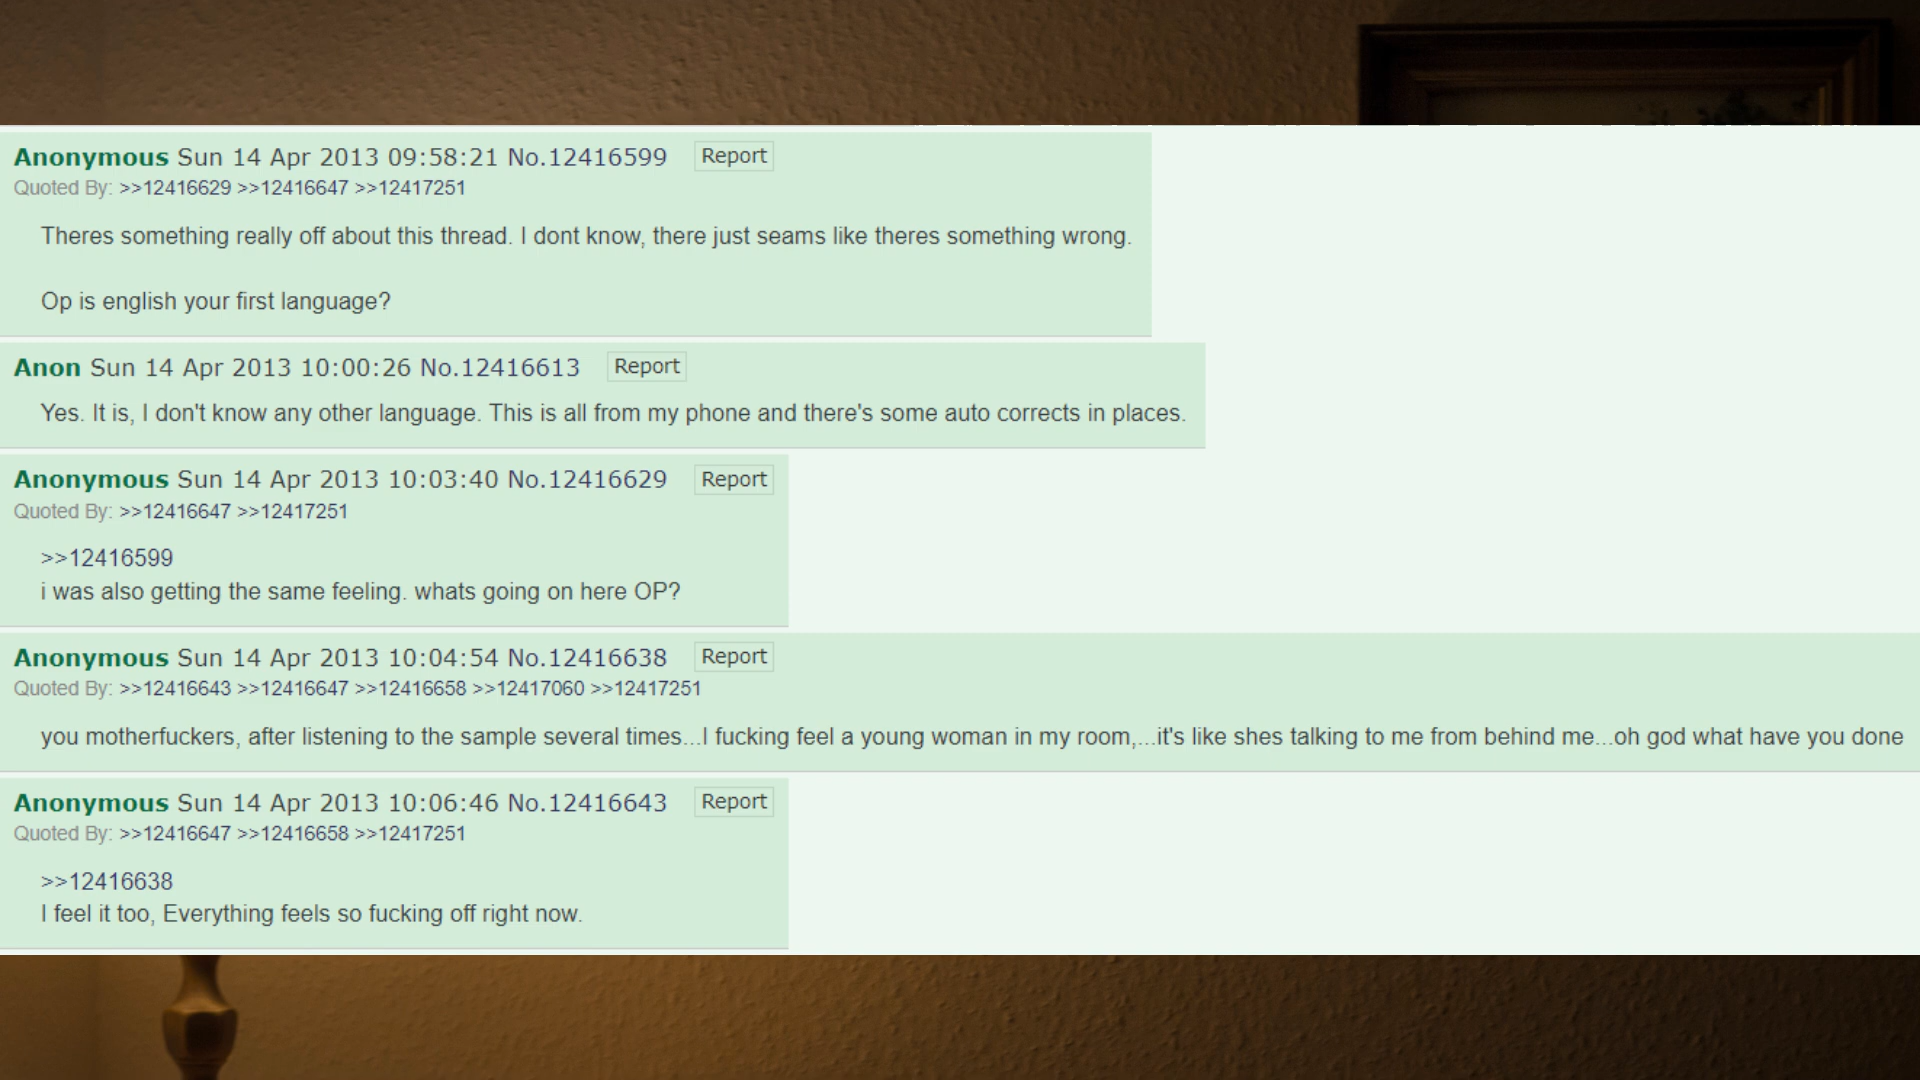 Anonymous Sun 14 Apr 2013 09:58:21 No.12416599 Report
Quoted By: >>12416629 >>12416647 >>12417251
Theres something really off about this thread. I dont know, there just seams like theres something wrong.
Op is english your first language?
Anon Sun 14 Apr 2013 10:00:26 No.12416613 Report
Yes. It is, I don't know any other language. This is all from my phone and there's some auto corrects in places.
Anonymous Sun 14 Apr 2013 10:03:40 No.12416629 Report
Quoted By: >>12416647 >>12417251
>>12416599
i was also getting the same feeling. whats going on here OP?
Anonymous Sun 14 Apr 2013 10:04:54 No.12416638 Report
Quoted By: >>12416643 >>12416647 >>12416658 >>12417060 >>12417251
you motherfuckers, after listening to the sample several times...I fucking feel a young woman in my room,...it's like shes talking to me from behind me...oh god what have you done
Anonymous Sun 14 Apr 2013 10:06:46 No.12416643 Report
Quoted By: >>12416647 >>12416658 >>12417251
>>12416638
I feel it too, Everything feels so fucking off right now.